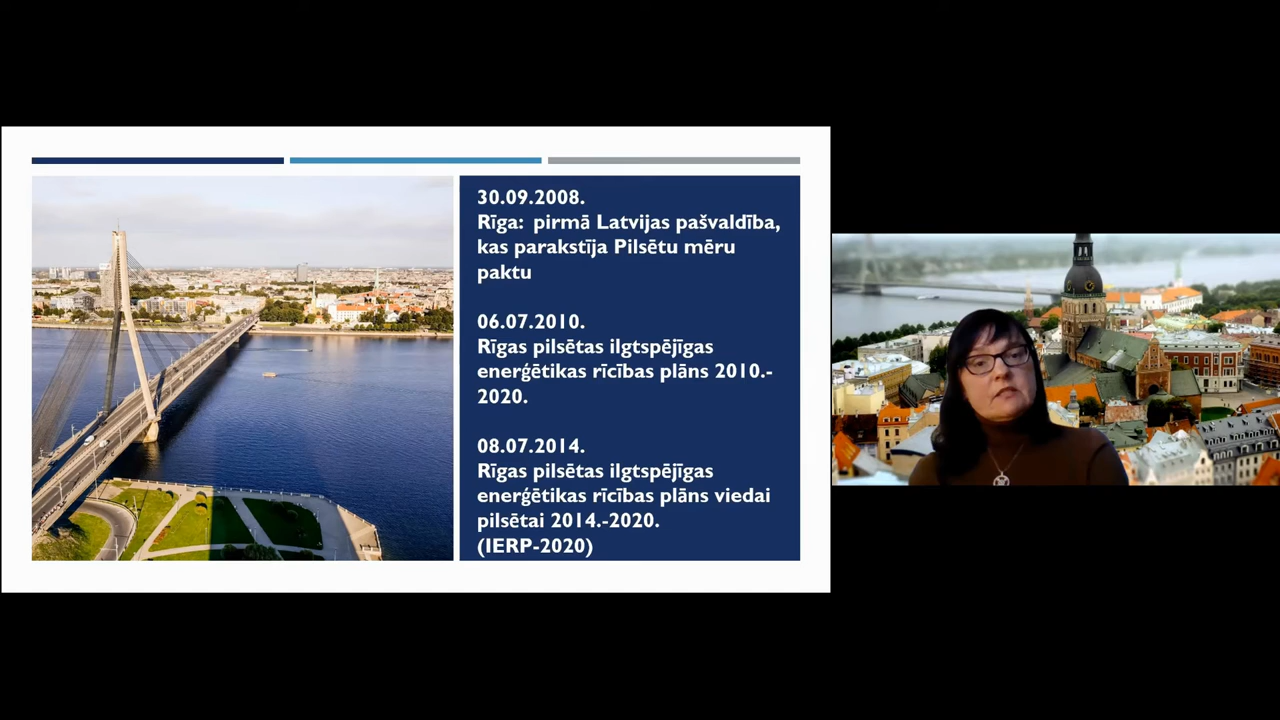 30.09.2008.
Rīga:  pirmā Latvijas pašvaldība,
kas parakstīja Pilsētu mēru
paktu
06.07.2010.
Rīgas pilsētas ilgtspējīgas
enerģētikas rīcības plāns 2010.-
2020.
08.07.2014.
Rīgas pilsētas ilgtspējīgas
enerģētikas rīcības plāns viedai
pilsētai 2014.-2020.
(IERP-2020)